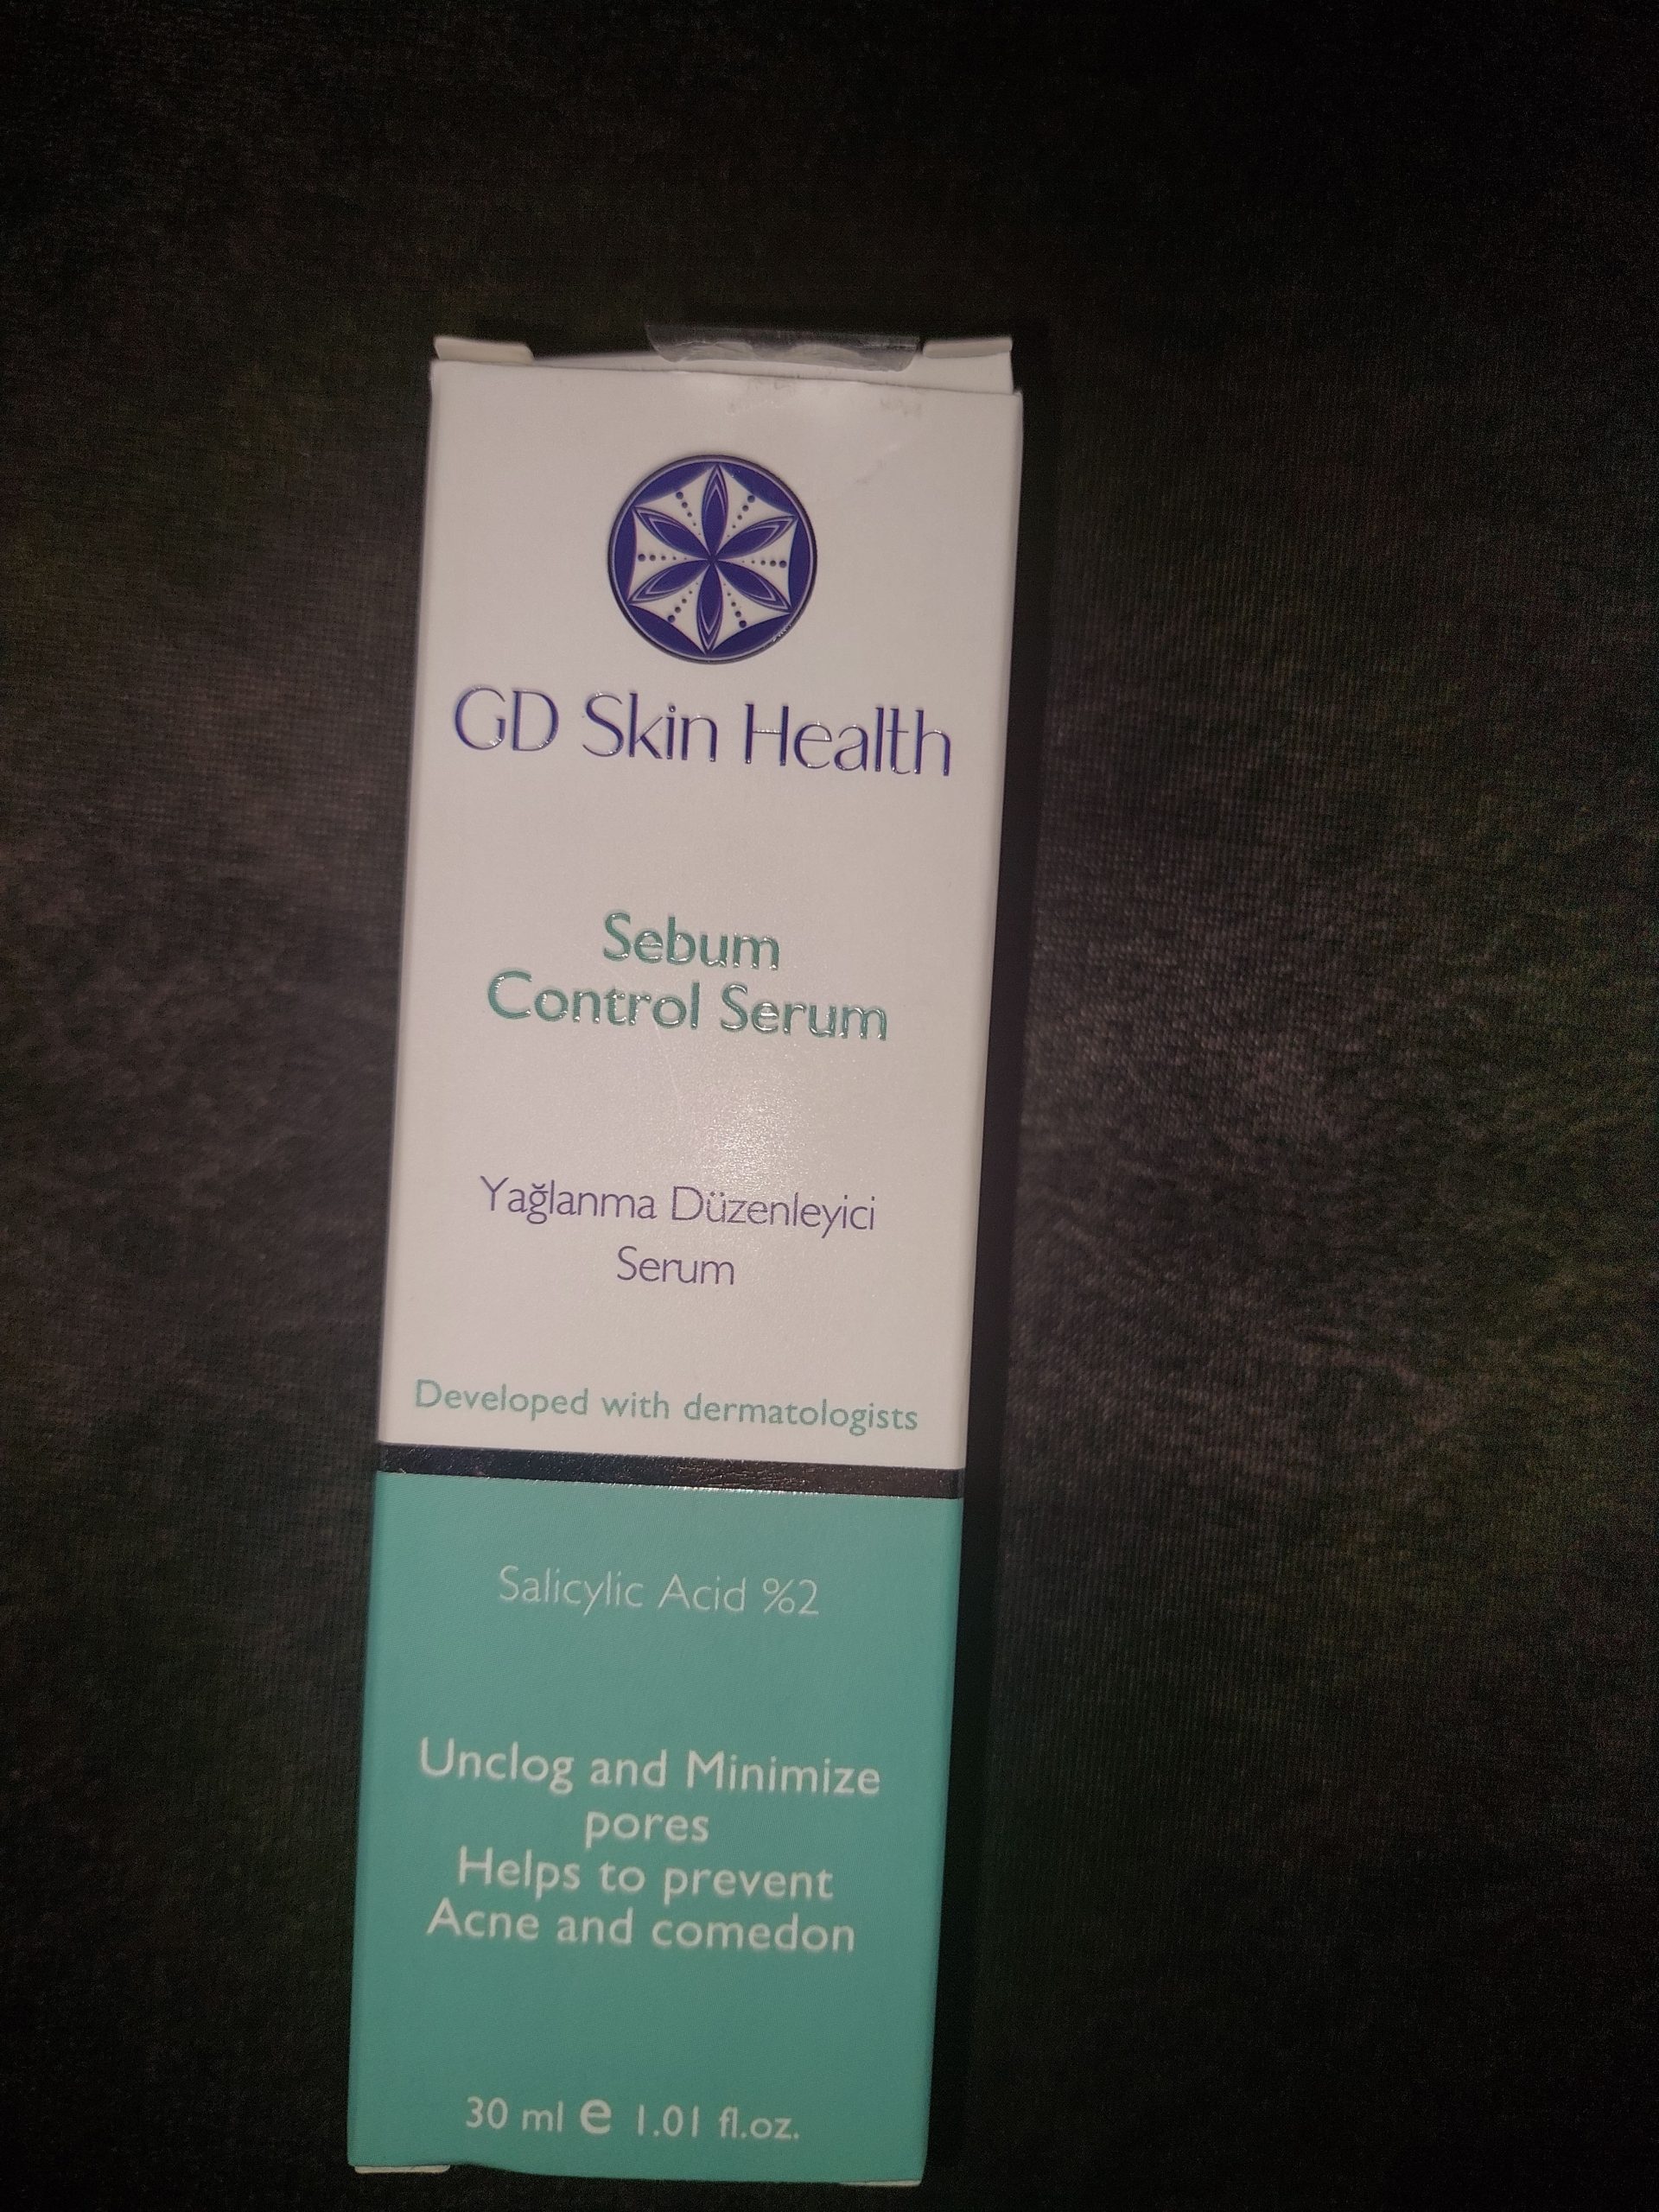 GD Skin Health
Sebum
Control Serum
Yağlanma Düzenleyici
Serum
Developed with dermatologists
Salicylic Acid %2
Unclog and Minimize
pores
Helps to prevent
Acne and comedon
30 ml e 1.01 fl.oz.